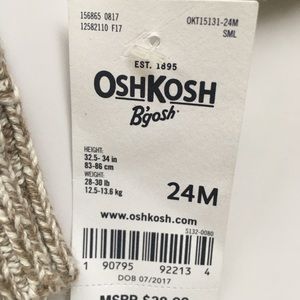 156865 0817
12582110 F17
OKT15131-24M
SML
EST. 1895
OSHKOSH
B'gosh
HEIGHT:
32.5- 34 in
83-86 cm
WEIGHT:
28-30 lb
12.5-13.6 kg
24M
www.oshkosh.com
5132-0080
1 90795 92213 4
DOB 07/2017
MSRP